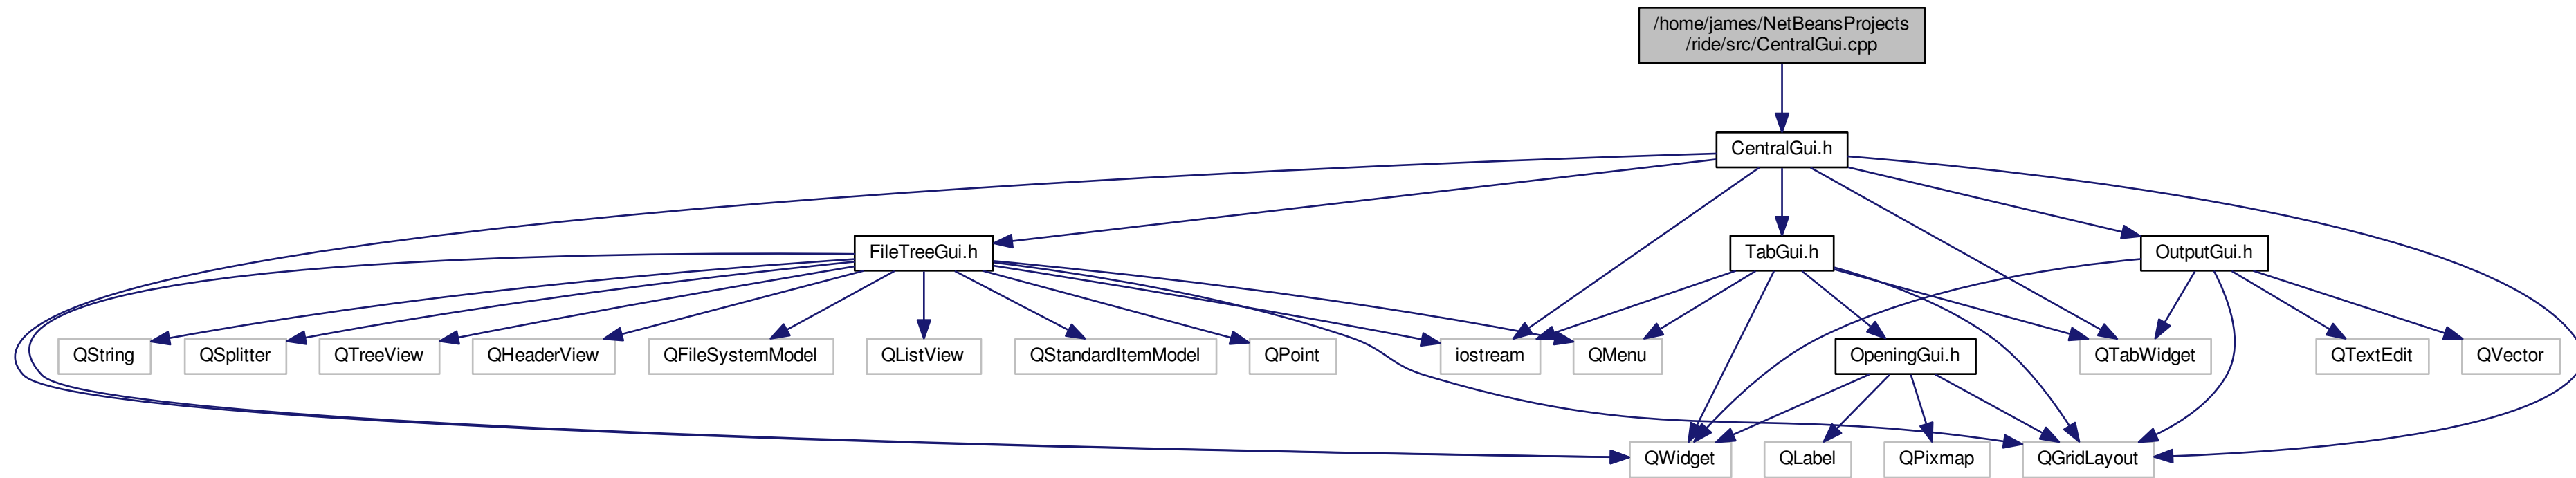 /home/james/NetBeansProjects
/ride/src/CentralGui.cpp
CentralGui.h
FileTreeGui.h
TabGui.h
OutputGui.h
QString
QSplitter
QTreeView
QHeaderView
QFileSystemModel
QListView
QStandardItemModel
QPoint
iostream
QMenu
OpeningGui.h
QTabWidget
QTextEdit
QVector
QWidget
QLabel
QPixmap
QGridLayout